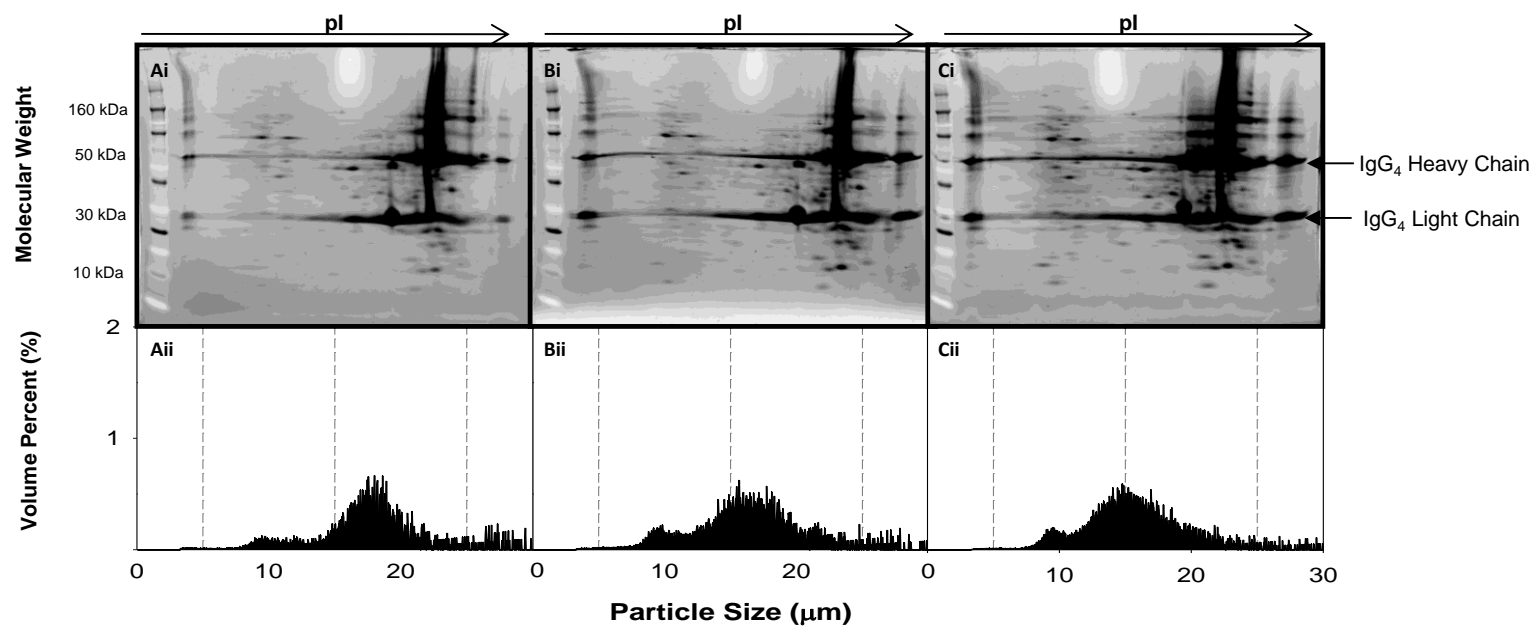 pI pI pI
Molecular Weight
Ai Bi Ci
160 kDa
50 kDa
IgG₄ Heavy Chain
30 kDa
IgG₄ Light Chain
10 kDa
Volume Percent (%)
2
Aii Bii Cii
1
0 10 20 0 10 20 0 10 20 30
Particle Size (μm)